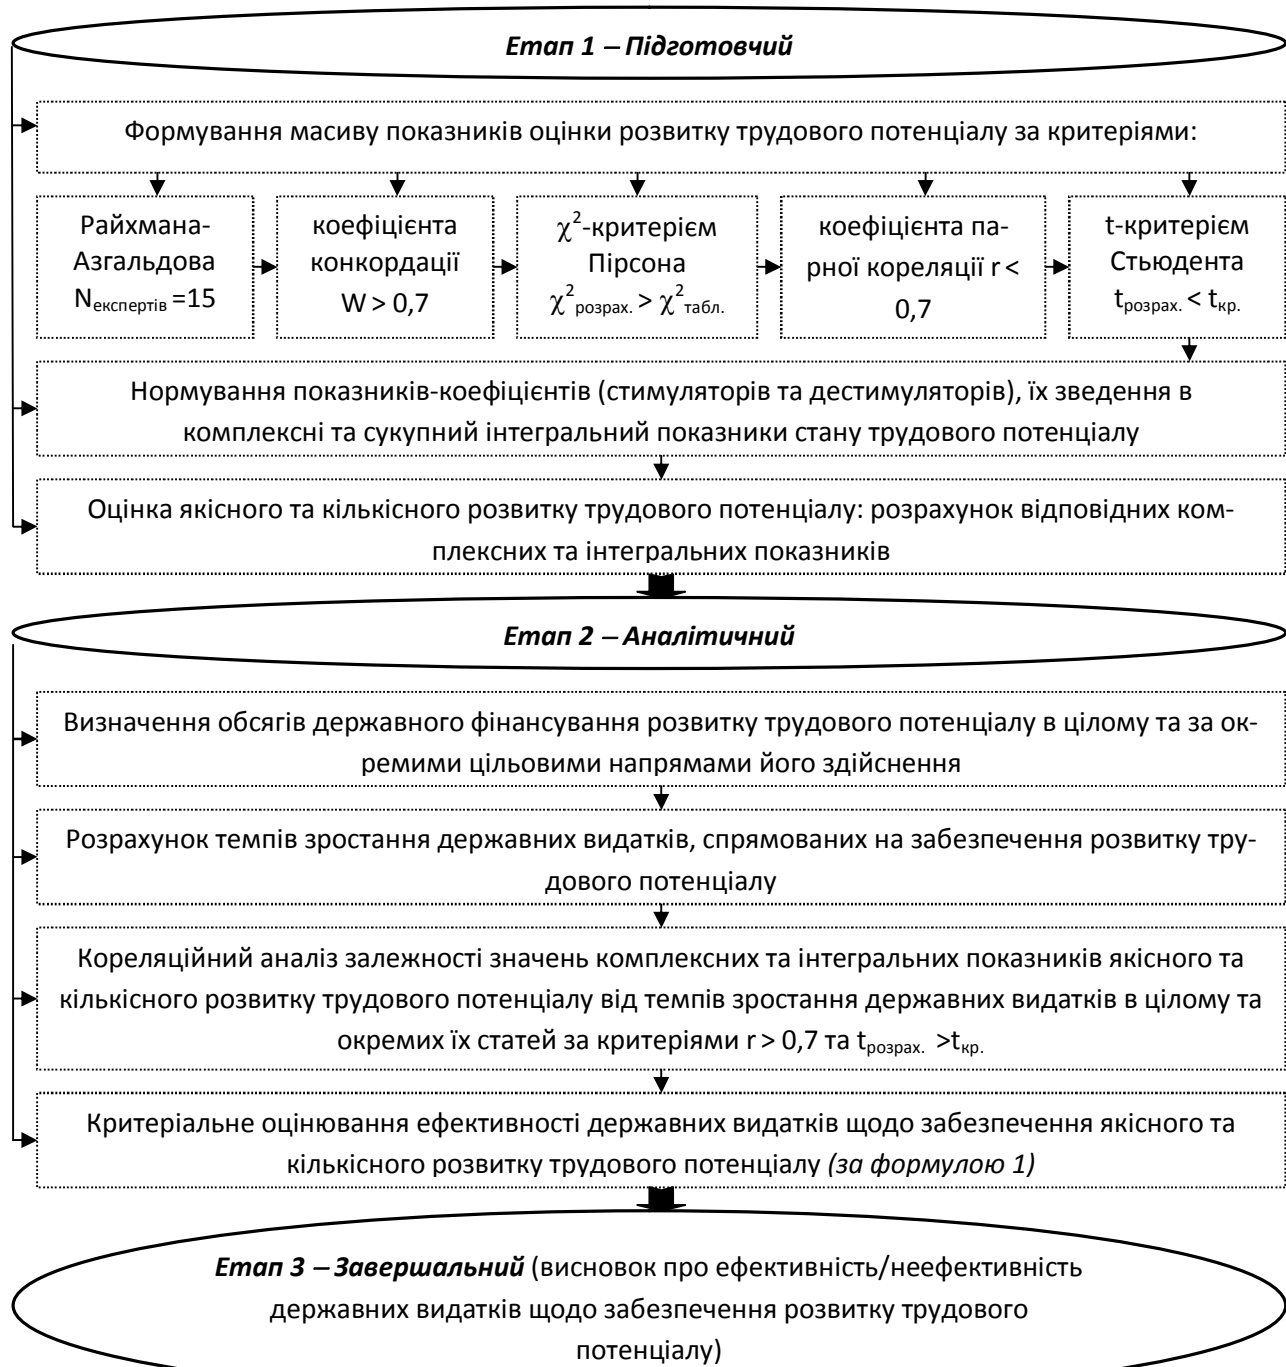 Етап 1 – Підготовчий
Формування масиву показників оцінки розвитку трудового потенціалу за критеріями:
Райхмана-
Азгальдова
Nекспертів =15
коефіцієнта
конкордації
W > 0,7
χ²-критерієм
Пірсона
χ²розрах. > χ²табл.
коефіцієнта па-
рної кореляції r <
0,7
t-критерієм
Стьюдента
tрозрах. < tкр.
Нормування показників-коефіцієнтів (стимуляторів та дестимуляторів), їх зведення в
комплексні та сукупний інтегральний показники стану трудового потенціалу
Оцінка якісного та кількісного розвитку трудового потенціалу: розрахунок відповідних ком-
плексних та інтегральних показників
Етап 2 – Аналітичний
Визначення обсягів державного фінансування розвитку трудового потенціалу в цілому та за ок-
ремими цільовими напрямами його здійснення
Розрахунок темпів зростання державних видатків, спрямованих на забезпечення розвитку тру-
дового потенціалу
Кореляційний аналіз залежності значень комплексних та інтегральних показників якісного та
кількісного розвитку трудового потенціалу від темпів зростання державних видатків в цілому та
окремих їх статей за критеріями r > 0,7 та tрозрах. >tкр.
Критеріальне оцінювання ефективності державних видатків щодо забезпечення якісного та
кількісного розвитку трудового потенціалу (за формулою 1)
Етап 3 – Завершальний (висновок про ефективність/неефективність
державних видатків щодо забезпечення розвитку трудового
потенціалу)